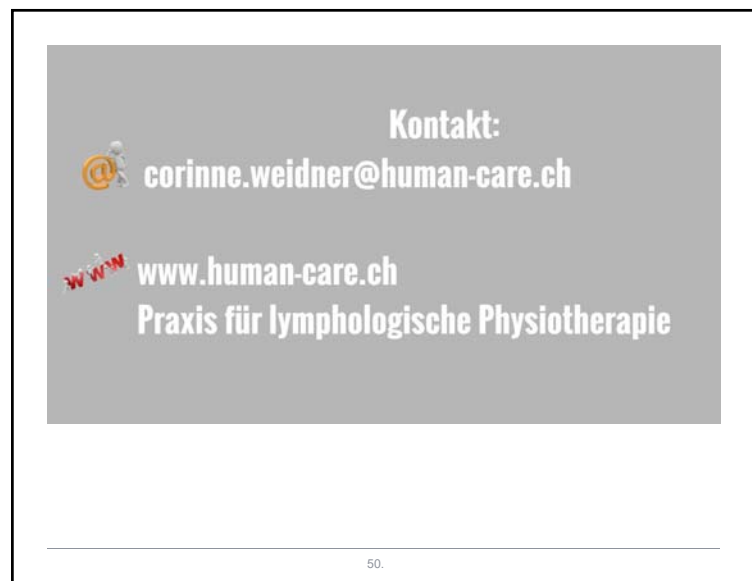 Kontakt:
@ corinne.weidner@human-care.ch
www www.human-care.ch
Praxis für lymphologische Physiotherapie
50.